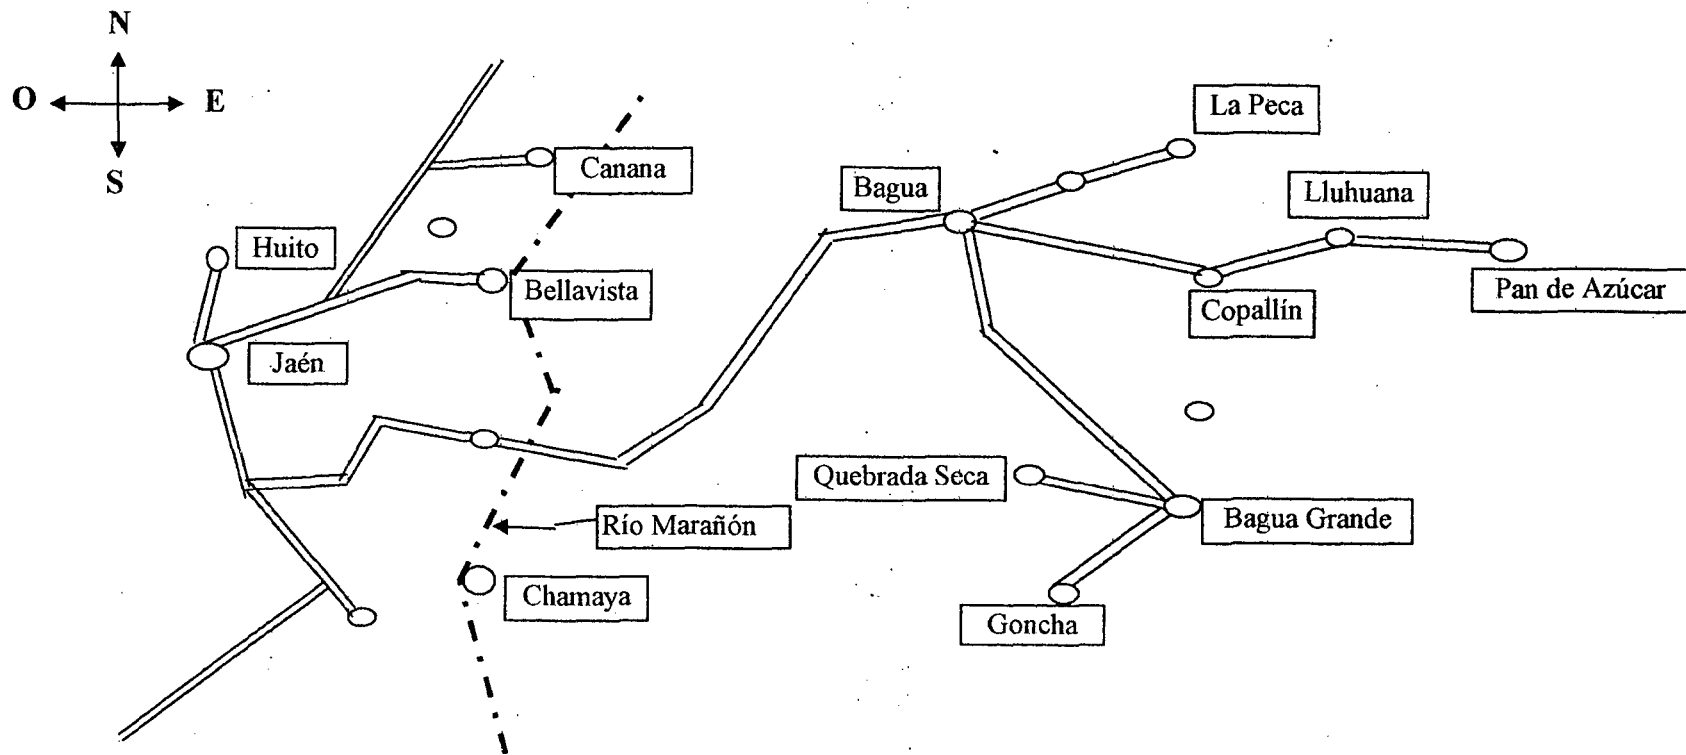 N
O
E
S
La Peca
Canana
Bagua
Lluhuana
Huito
Bellavista
Pan de Azúcar
Copallín
Jaén
Quebrada Seca
Bagua Grande
Río Marañón
Chamaya
Goncha